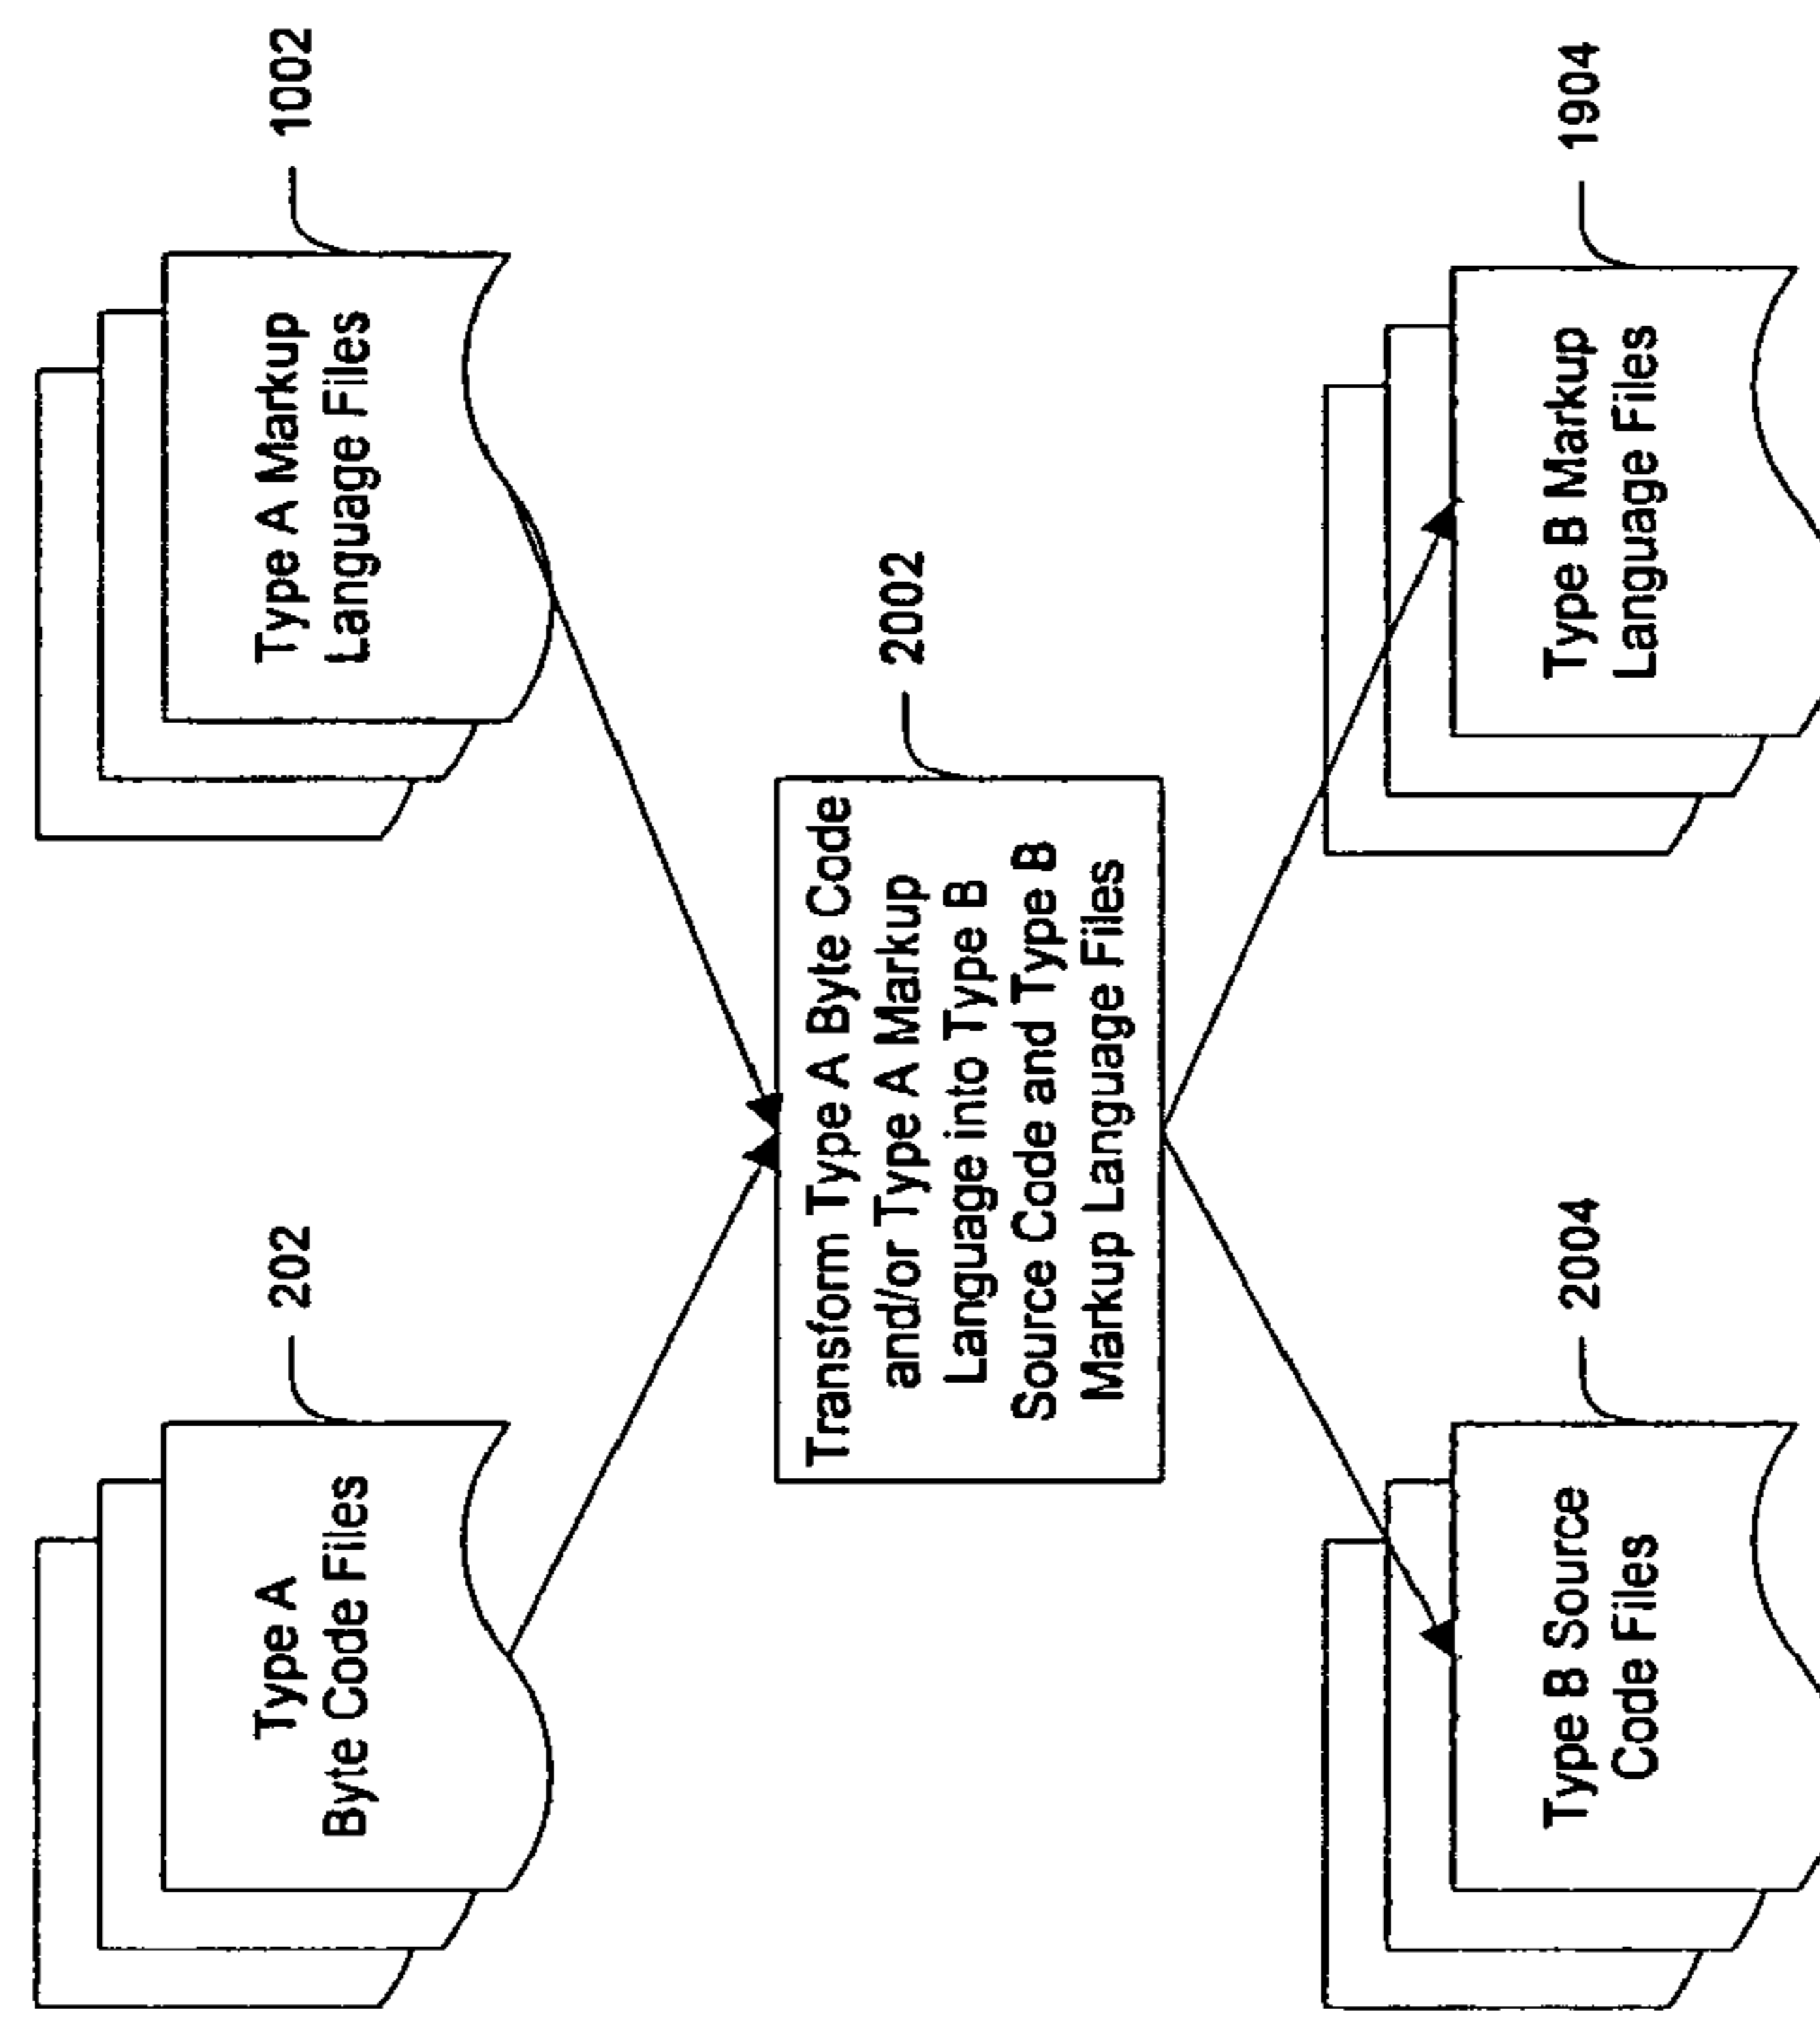 202
Type A
Byte Code Files
1002
Type A Markup
Language Files
2002
Transform Type A Byte Code
and/or Type A Markup
Language into Type B
Source Code and Type B
Markup Language Files
2004
Type B Source
Code Files
1904
Type B Markup
Language Files